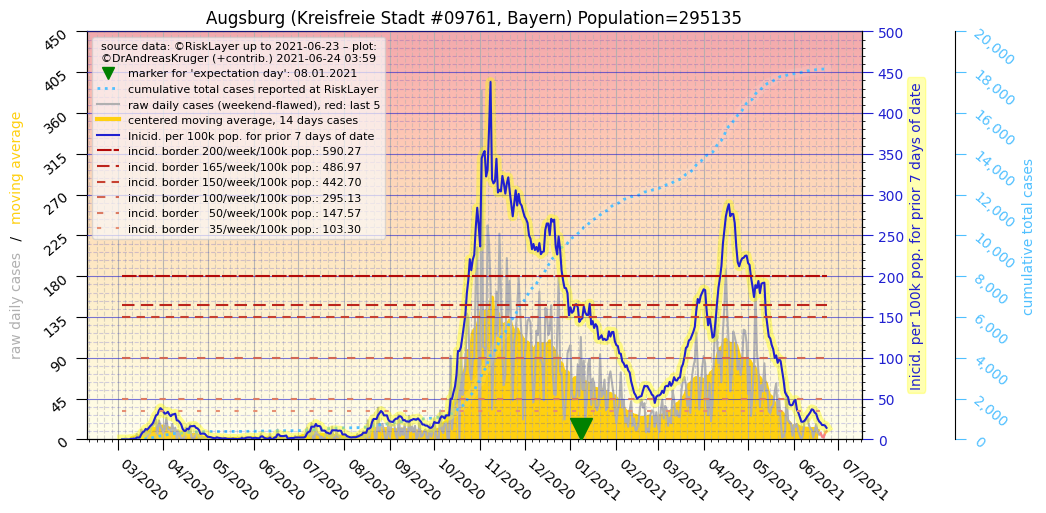 Augsburg (Kreisfreie Stadt #09761, Bayern) Population=295135
source data: ©RiskLayer up to 2021-06-23 – plot:
©DrAndreasKruger (+contrib.) 2021-06-24 03:59
marker for 'expectation day': 08.01.2021
cumulative total cases reported at RiskLayer
raw daily cases (weekend-flawed), red: last 5
centered moving average, 14 days cases
Inicid. per 100k pop. for prior 7 days of date
incid. border 200/week/100k pop.: 590.27
incid. border 165/week/100k pop.: 486.97
incid. border 150/week/100k pop.: 442.70
incid. border 100/week/100k pop.: 295.13
incid. border   50/week/100k pop.: 147.57
incid. border   35/week/100k pop.: 103.30
raw daily cases   /   moving average
450
405
360
315
270
225
180
135
90
45
0
500
450
400
350
300
250
200
150
100
50
0
Inicid. per 100k pop. for prior 7 days of date
20,000
18,000
16,000
14,000
12,000
10,000
8,000
6,000
4,000
2,000
0
cumulative total cases
03/2020
04/2020
05/2020
06/2020
07/2020
08/2020
09/2020
10/2020
11/2020
12/2020
01/2021
02/2021
03/2021
04/2021
05/2021
06/2021
07/2021